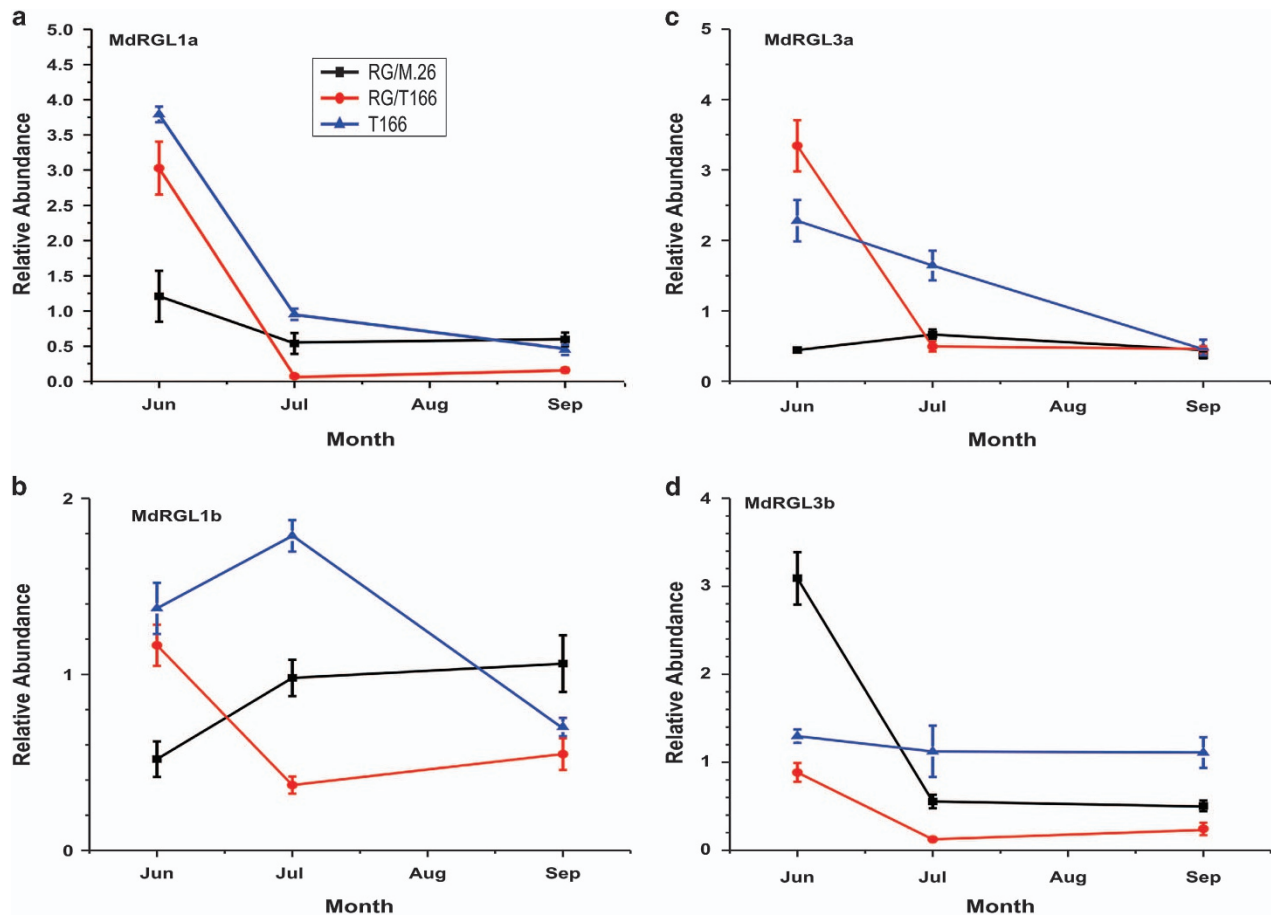 a
MdRGL1a
RG/M.26
RG/T166
T166
Relative Abundance
5.0
4.5
4.0
3.5
3.0
2.5
2.0
1.5
1.0
0.5
0.0
Jun Jul Aug Sep
Month
c
MdRGL3a
Relative Abundance
5
4
3
2
1
0
Jun Jul Aug Sep
Month
b
MdRGL1b
Relative Abundance
2
1
0
Jun Jul Aug Sep
Month
d
MdRGL3b
Relative Abundance
4
3
2
1
0
Jun Jul Aug Sep
Month